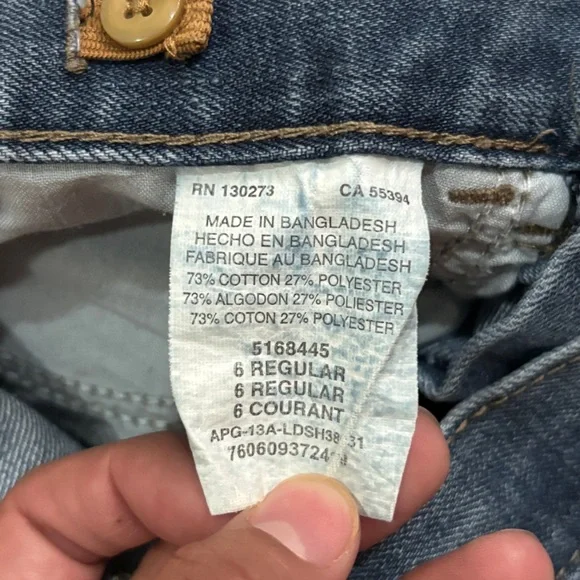 RN 130273 CA 55394
MADE IN BANGLADESH
HECHO EN BANGLADESH
FABRIQUE AU BANGLADESH
73% COTTON 27% POLYESTER
73% ALGODON 27% POLIESTER
73% COTON 27% POLYESTER
5168445
6 REGULAR
6 REGULAR
6 COURANT